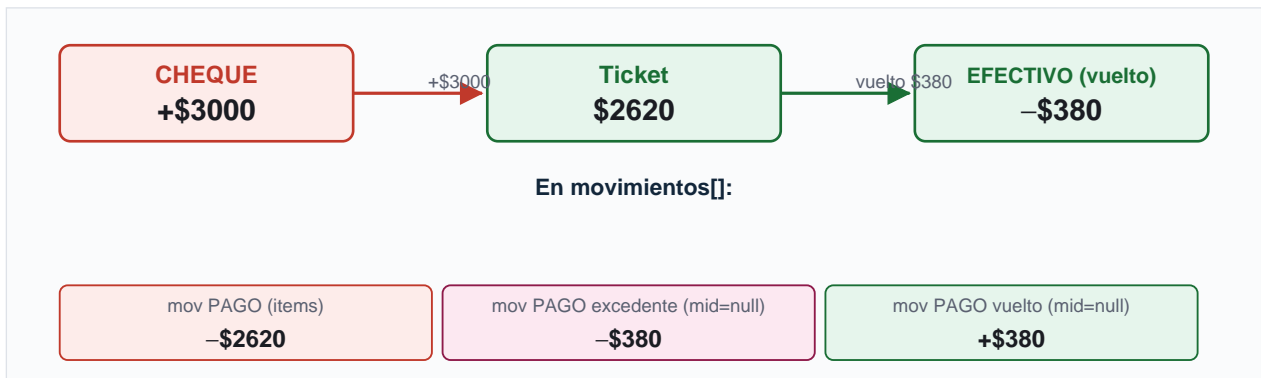 CHEQUE
+$3000
+$3000
Ticket
$2620
vuelto $380
EFECTIVO (vuelto)
–$380
En movimientos[]:
mov PAGO (items)
–$2620
mov PAGO excedente (mid=null)
–$380
mov PAGO vuelto (mid=null)
+$380